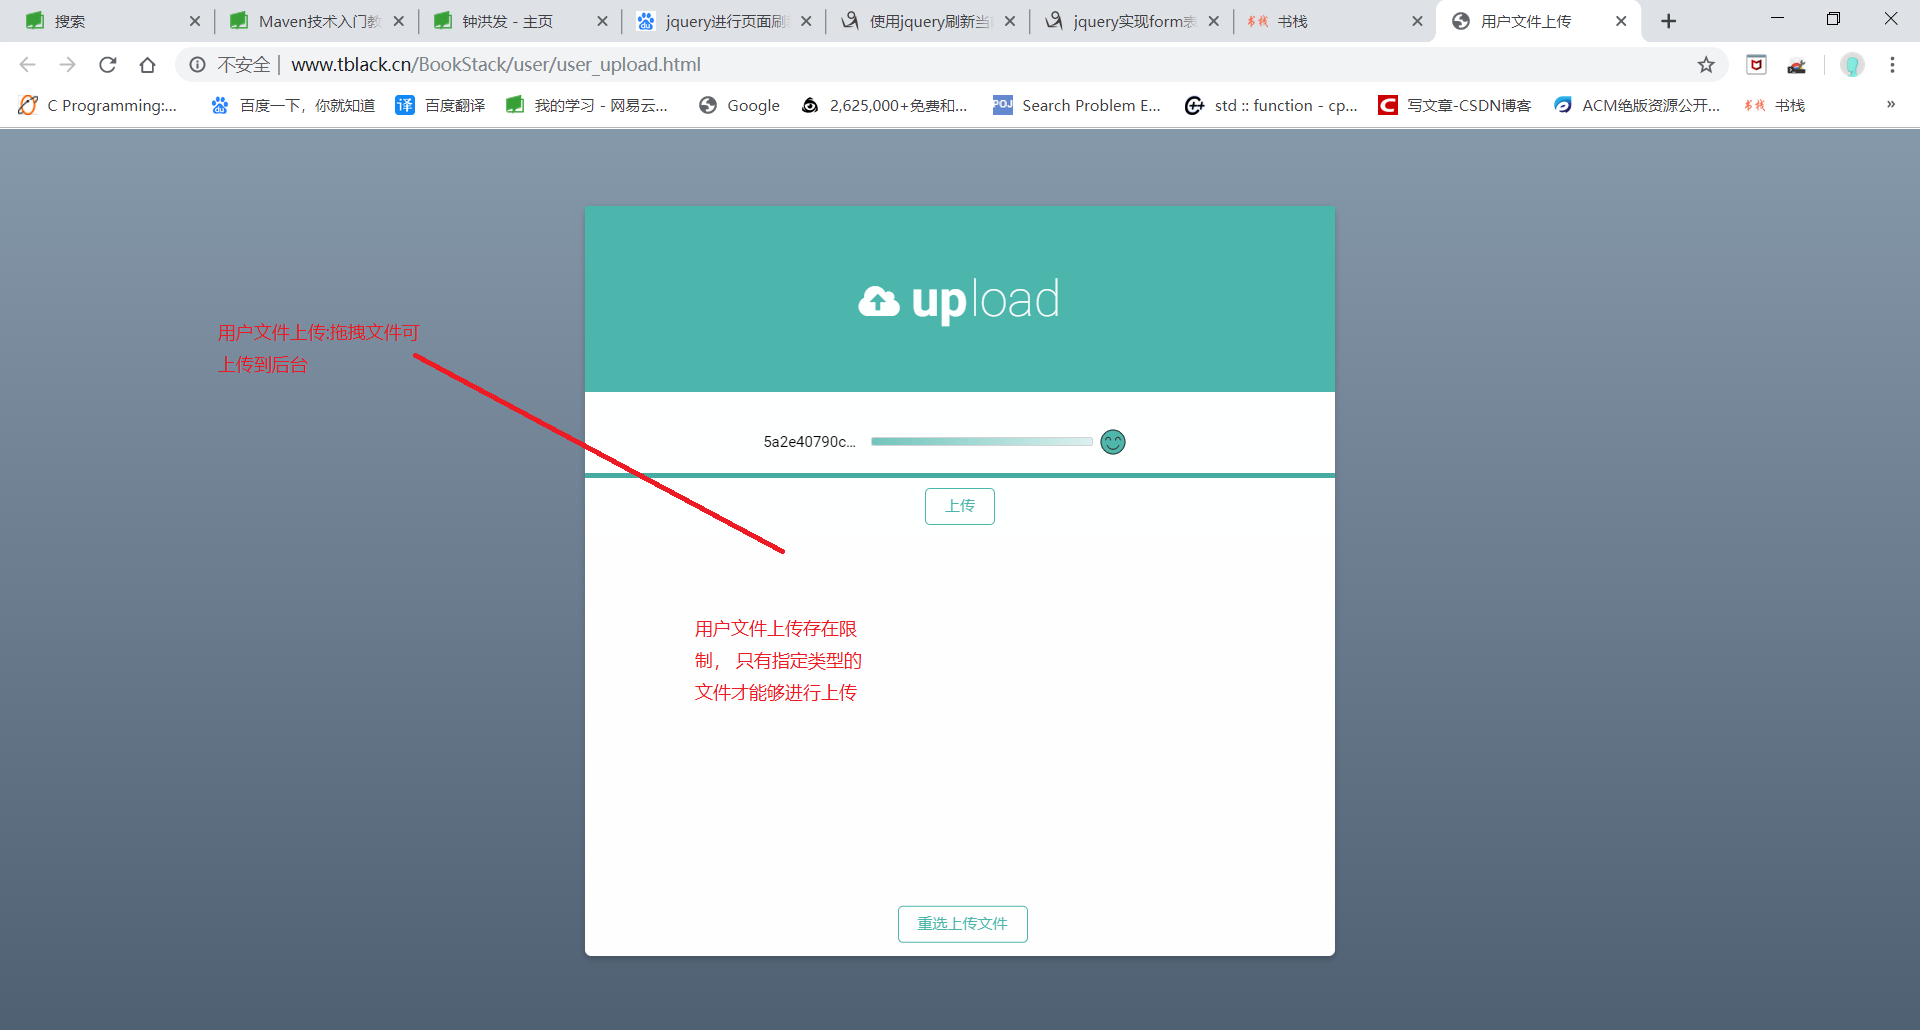 搜索
Maven技术入门教
钟洪发 - 主页
jquery进行页面刷
使用jquery刷新当
jquery实现form表
书栈
用户文件上传
不安全 | www.tblack.cn/BookStack/user/user_upload.html
C Programming:...
百度一下，你就知道
百度翻译
我的学习 - 网易云...
Google
2,625,000+免费和...
Search Problem E...
std :: function - cp...
写文章-CSDN博客
ACM绝版资源公开...
书栈
»
upload
用户文件上传:拖拽文件可
上传到后台
5a2e40790c...
上传
用户文件上传存在限
制， 只有指定类型的
文件才能够进行上传
重选上传文件